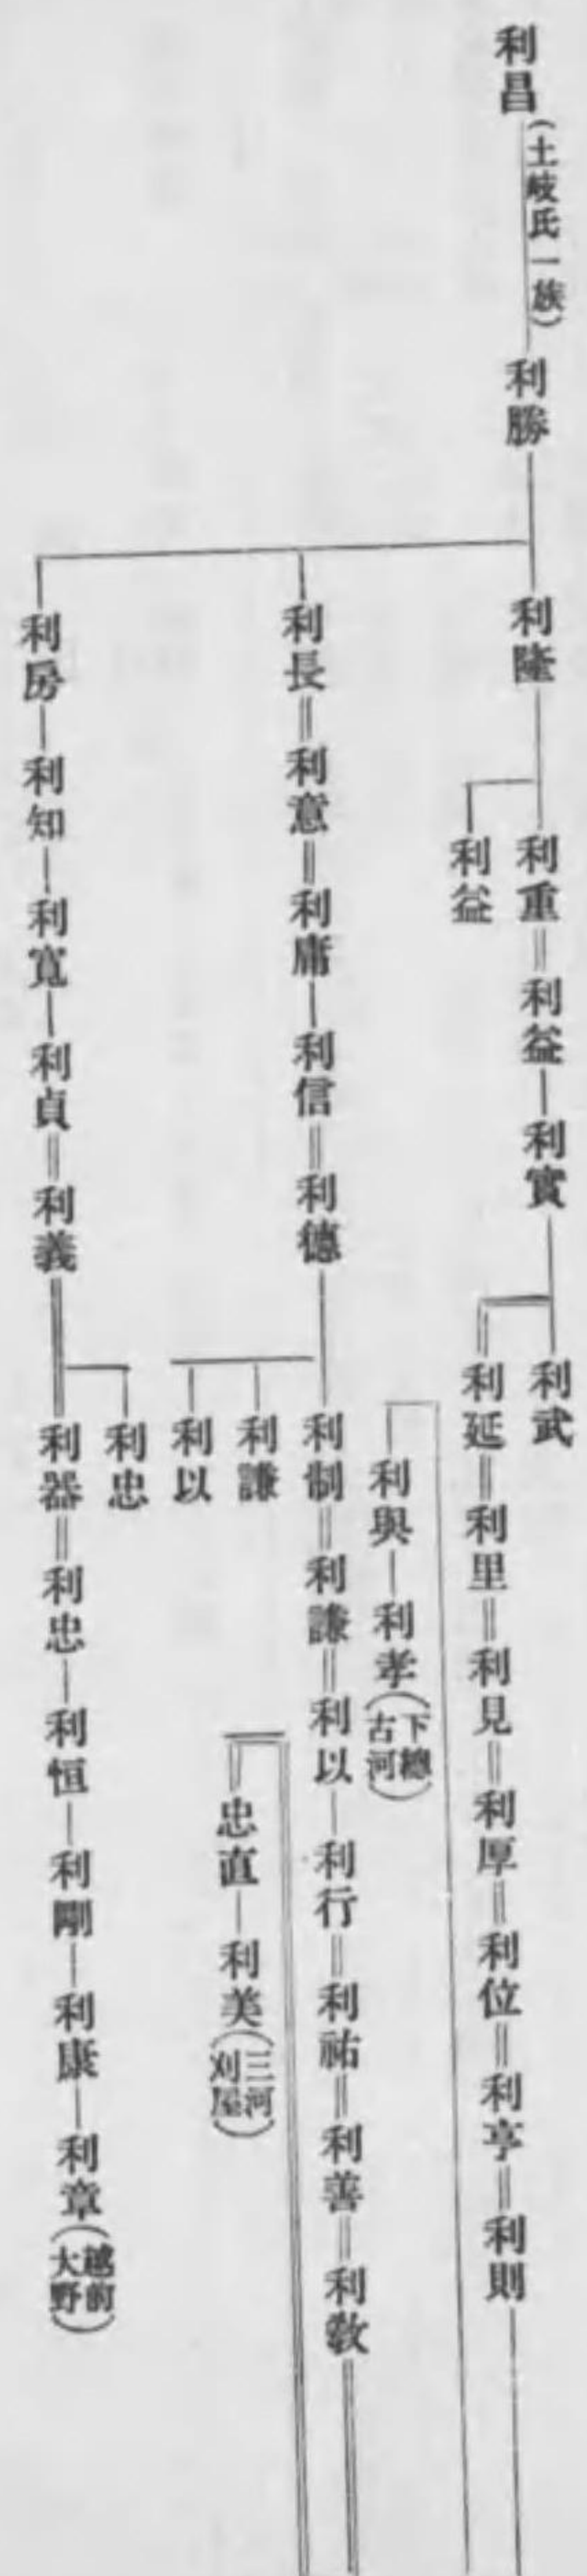 利昌(土岐氏一族)―利勝
利隆
利重＝利益―利實
利益
利武
利延＝利里＝利見＝利厚＝利位＝利亨＝利則
利與―利孝(下總古河)
利長＝利意＝利庸―利信＝利德
利制＝利謙＝利以―利行＝利祐＝利善＝利教
利謙
利以
忠直―利美(三河刈屋)
利房―利知―利寬―利貞＝利義
利忠
利器＝利忠―利恒―利剛―利康―利章(越前大野)